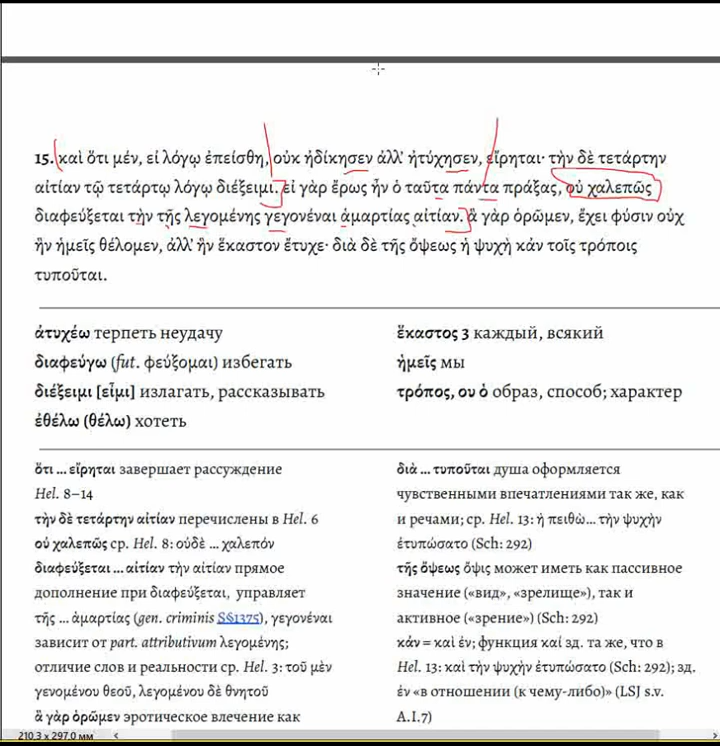 15. καὶ ὅτι μέν, εἰ λόγῳ ἐπείσθη, οὐκ ἠδίκησεν ἀλλ' ἠτύχησεν, εἴρηται· τὴν δὲ τετάρτην
αἰτίαν τῷ τετάρτῳ λόγῳ διέξειμι. εἰ γὰρ ἔρως ἦν ὁ ταῦτα πάντα πράξας, οὐ χαλεπῶς
διαφεύξεται τὴν τῆς λεγομένης γεγονέναι ἁμαρτίας αἰτίαν. ἃ γὰρ ὁρῶμεν, ἔχει φύσιν οὐχ
ἣν ἡμεῖς θέλομεν, ἀλλ' ἣν ἕκαστον ἔτυχε· διὰ δὲ τῆς ὄψεως ἡ ψυχὴ κἀν τοῖς τρόποις
τυποῦται.
ἀτυχέω терпеть неудачу
διαφεύγω (fut. φεύξομαι) избегать
διέξειμι [εἶμι] излагать, рассказывать
ἐθέλω (θέλω) хотеть
ἕκαστος 3 каждый, всякий
ἡμεῖς мы
τρόπος, ου ὁ образ, способ; характер
ὅτι ... εἴρηται завершает рассуждение
Hel. 8–14
τὴν δὲ τετάρτην αἰτίαν перечислены в Hel. 6
οὐ χαλεπῶς ср. Hel. 8: οὐδὲ ... χαλεπόν
διαφεύξεται ... αἰτίαν τὴν αἰτίαν прямое
дополнение при διαφεύξεται, управляет
τῆς ... ἁμαρτίας (gen. criminis S§1375), γεγονέναι
зависит от part. attributivum λεγομένης;
отличие слов и реальности ср. Hel. 3: τοῦ μὲν
γενομένου θεοῦ, λεγομένου δὲ θνητοῦ
ἃ γὰρ ὁρῶμεν эротическое влечение как
διὰ ... τυποῦται душа оформляется
чувственными впечатлениями так же, как
и речами; ср. Hel. 13: ἡ πειθὼ... τὴν ψυχὴν
ἐτυπώσατο (Sch: 292)
τῆς ὄψεως ὄψις может иметь как пассивное
значение («вид», «зрелище»), так и
активное («зрение») (Sch: 292)
κἀν = καὶ ἐν; функция καί зд. та же, что в
Hel. 13: καὶ τὴν ψυχὴν ἐτυπώσατο (Sch: 292); зд.
ἐν «в отношении (к чему-либо)» (LSJ s.v.
A.I.7)
210,3 x 297,0 мм